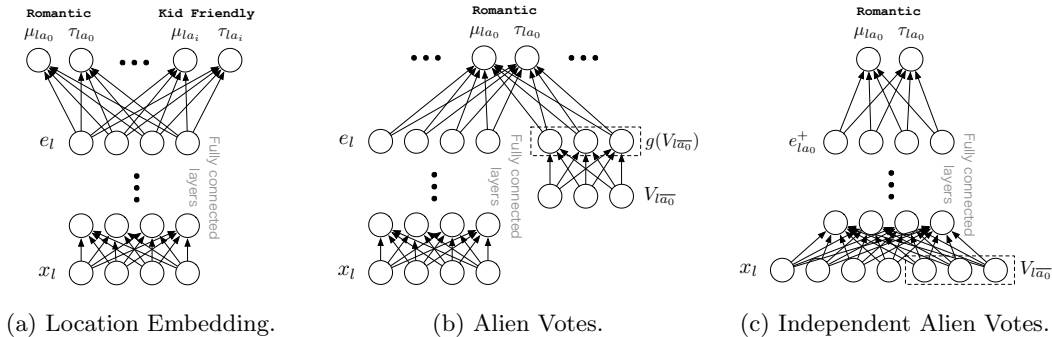 Romantic Kid Friendly
μ_{la_0} τ_{la_0} μ_{la_i} τ_{la_i}
e_l
Fully connected
layers
x_l
(a) Location Embedding.
Romantic
μ_{la_0} τ_{la_0}
e_l
g(V_{l\overline{a_0}})
Fully connected
layers
V_{l\overline{a_0}}
x_l
(b) Alien Votes.
Romantic
μ_{la_0} τ_{la_0}
e^+_{la_0}
Fully connected
layers
x_l
V_{l\overline{a_0}}
(c) Independent Alien Votes.